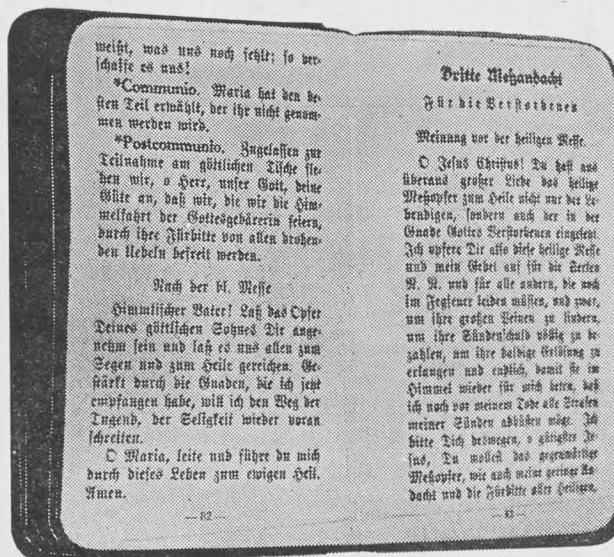 weißt, was uns noch fehlt; so ver-
schaffe es uns!
*Communio. Maria hat den be-
sten Teil erwählt, der ihr nicht genom-
men werden wird.
*Postcommunio. Zugelassen zur
Teilnahme am göttlichen Tische fle-
hen wir, o Herr, unser Gott, deine
Güte an, daß wir, die wir die Him-
melfahrt der Gottesgebärerin feiern,
durch ihre Fürbitte von allen drohen-
den Uebeln befreit werden.
Nach der hl. Messe
Himmlischer Vater! Laß das Opfer
Deines göttlichen Sohnes Dir ange-
nehm sein und laß es uns allen zum
Segen und zum Heile gereichen. Ge-
stärkt durch die Gnaden, die ich jetzt
empfangen habe, will ich den Weg der
Tugend, der Seligkeit wieder voran
schreiten.
O Maria, leite und führe du mich
durch dieses Leben zum ewigen Heil.
Amen.
— 82 —
Dritte Meßandacht
Für die Verstorbenen
Meinung vor der heiligen Messe.
O Jesus Christus! Du hast aus
überaus großer Liebe das heilige
Meßopfer zum Heile nicht nur der Le-
bendigen, sondern auch der in der
Gnade Gottes Verstorbenen eingesetzt.
Ich opfere Dir also diese heilige Messe
und mein Gebet auf für die Seelen
N. N. und für alle andern, die noch
im Fegfeuer leiden müssen, und zwar,
um ihre großen Peinen zu lindern,
um ihre Sündenschuld völlig zu be-
zahlen, um ihre baldige Erlösung zu
erlangen und endlich, damit sie im
Himmel wieder für mich beten, daß
ich noch vor meinem Tode alle Strafen
meiner Sünden abbüßen möge. Ich
bitte Dich deswegen, o gütigster Je-
sus, Du wollest das gegenwärtige
Meßopfer, wie auch meine geringe An-
dacht und die Fürbitte aller Heiligen,
— 83 —